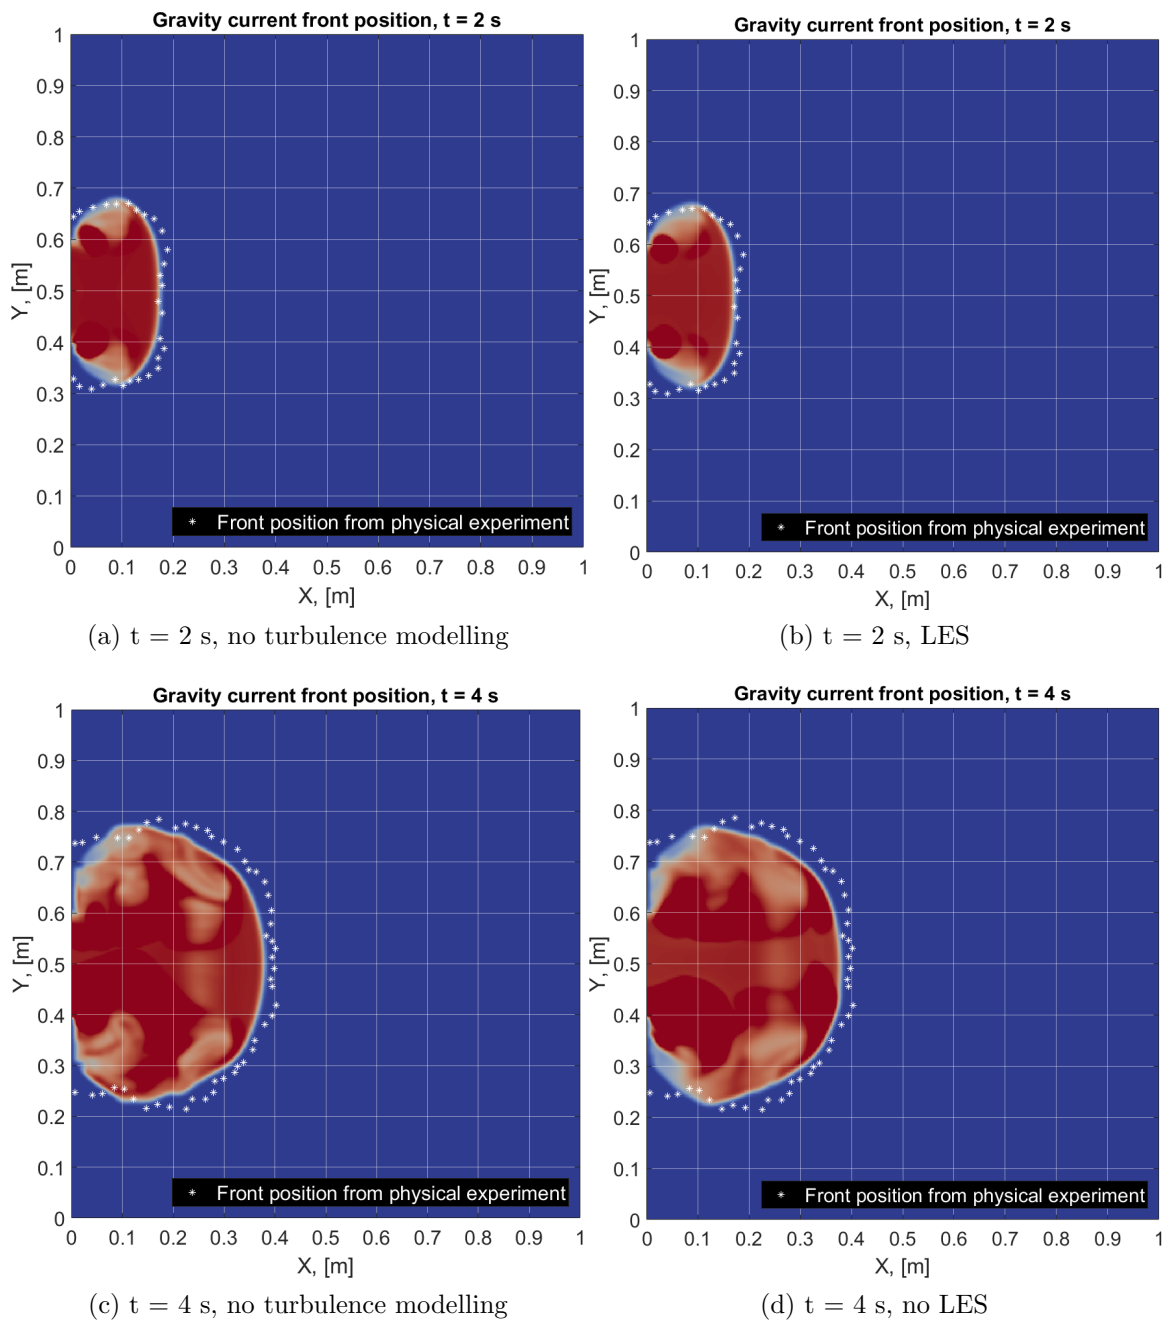 Gravity current front position, t = 2 s
1
0.9
0.8
0.7
0.6
0.5
0.4
0.3
0.2
0.1
0
Y, [m]
Front position from physical experiment
0 0.1 0.2 0.3 0.4 0.5 0.6 0.7 0.8 0.9 1
X, [m]
(a) t = 2 s, no turbulence modelling
Gravity current front position, t = 2 s
1
0.9
0.8
0.7
0.6
0.5
0.4
0.3
0.2
0.1
0
Y, [m]
Front position from physical experiment
0 0.1 0.2 0.3 0.4 0.5 0.6 0.7 0.8 0.9 1
X, [m]
(b) t = 2 s, LES
Gravity current front position, t = 4 s
1
0.9
0.8
0.7
0.6
0.5
0.4
0.3
0.2
0.1
0
Y, [m]
Front position from physical experiment
0 0.1 0.2 0.3 0.4 0.5 0.6 0.7 0.8 0.9 1
X, [m]
(c) t = 4 s, no turbulence modelling
Gravity current front position, t = 4 s
1
0.9
0.8
0.7
0.6
0.5
0.4
0.3
0.2
0.1
0
Y, [m]
Front position from physical experiment
0 0.1 0.2 0.3 0.4 0.5 0.6 0.7 0.8 0.9 1
X, [m]
(d) t = 4 s, no LES